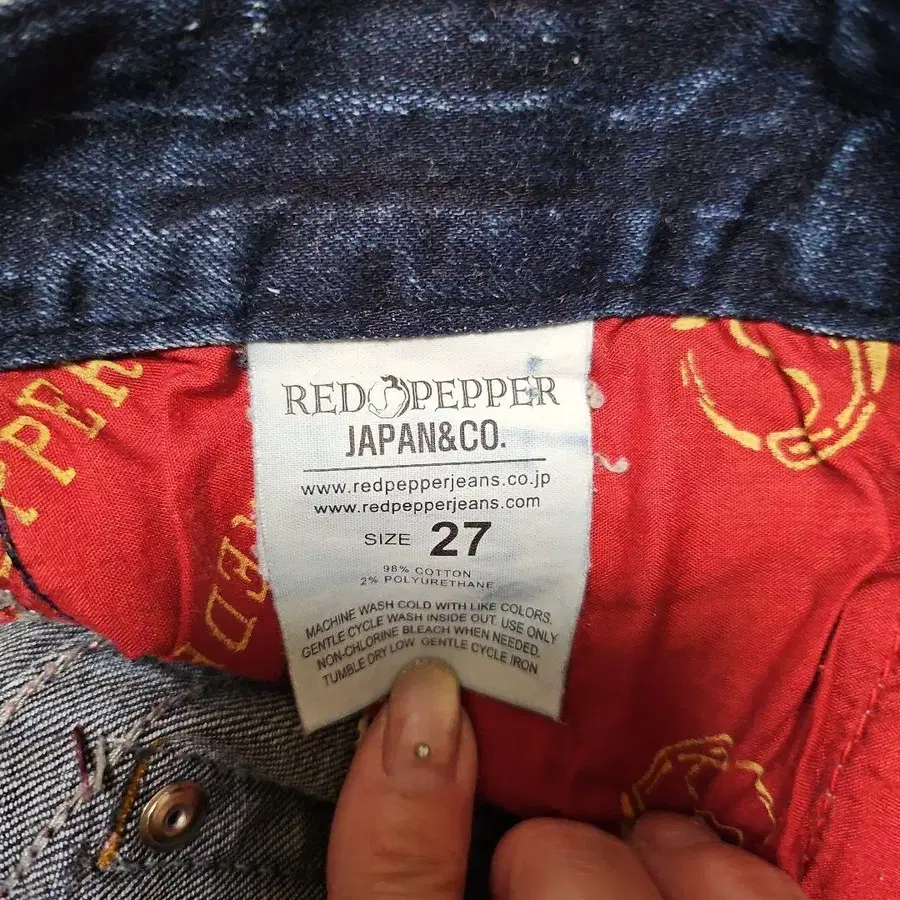 RED PEPPER
JAPAN&CO.
www.redpepperjeans.co.jp
www.redpepperjeans.com
SIZE 27
98% COTTON
2% POLYURETHANE
MACHINE WASH COLD WITH LIKE COLORS.
GENTLE CYCLE WASH INSIDE OUT. USE ONLY
NON-CHLORINE BLEACH WHEN NEEDED.
TUMBLE DRY LOW. GENTLE CYCLE IRON
PPER
RED